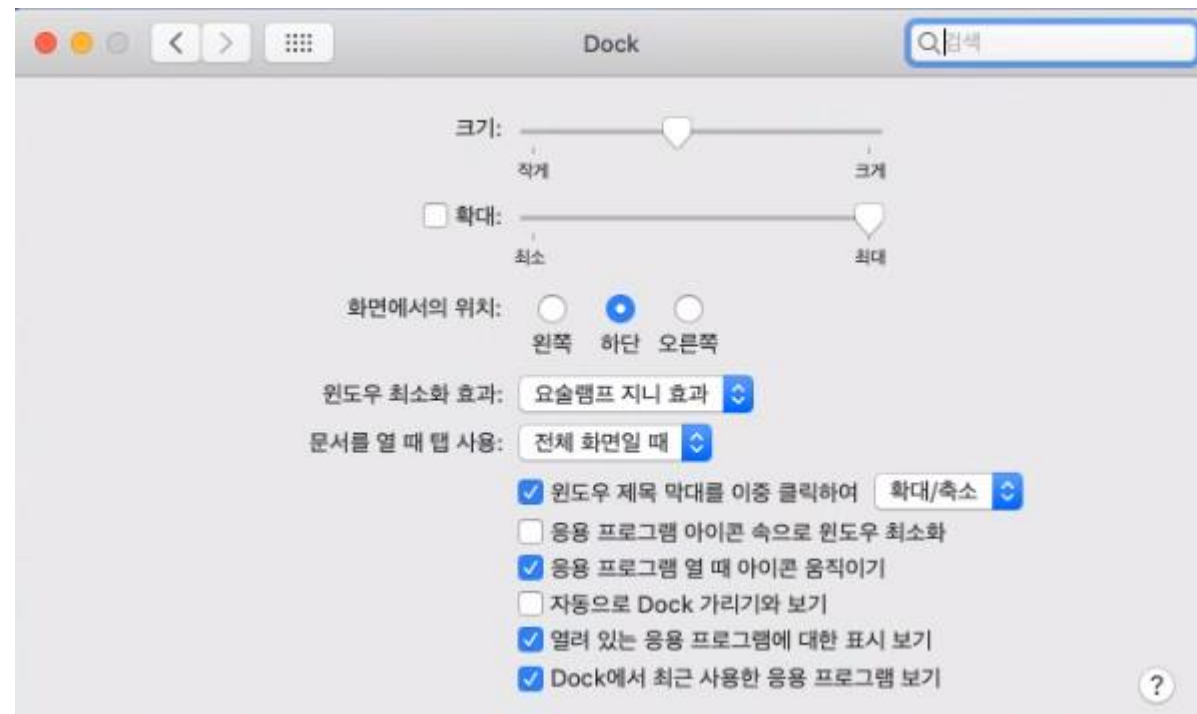 Dock
검색
크기:
작게 크게
확대:
최소 최대
화면에서의 위치:
왼쪽 하단 오른쪽
윈도우 최소화 효과: 요술램프 지니 효과
문서를 열 때 탭 사용: 전체 화면일 때
윈도우 제목 막대를 이중 클릭하여 확대/축소
응용 프로그램 아이콘 속으로 윈도우 최소화
응용 프로그램 열 때 아이콘 움직이기
자동으로 Dock 가리기와 보기
열려 있는 응용 프로그램에 대한 표시 보기
Dock에서 최근 사용한 응용 프로그램 보기
?